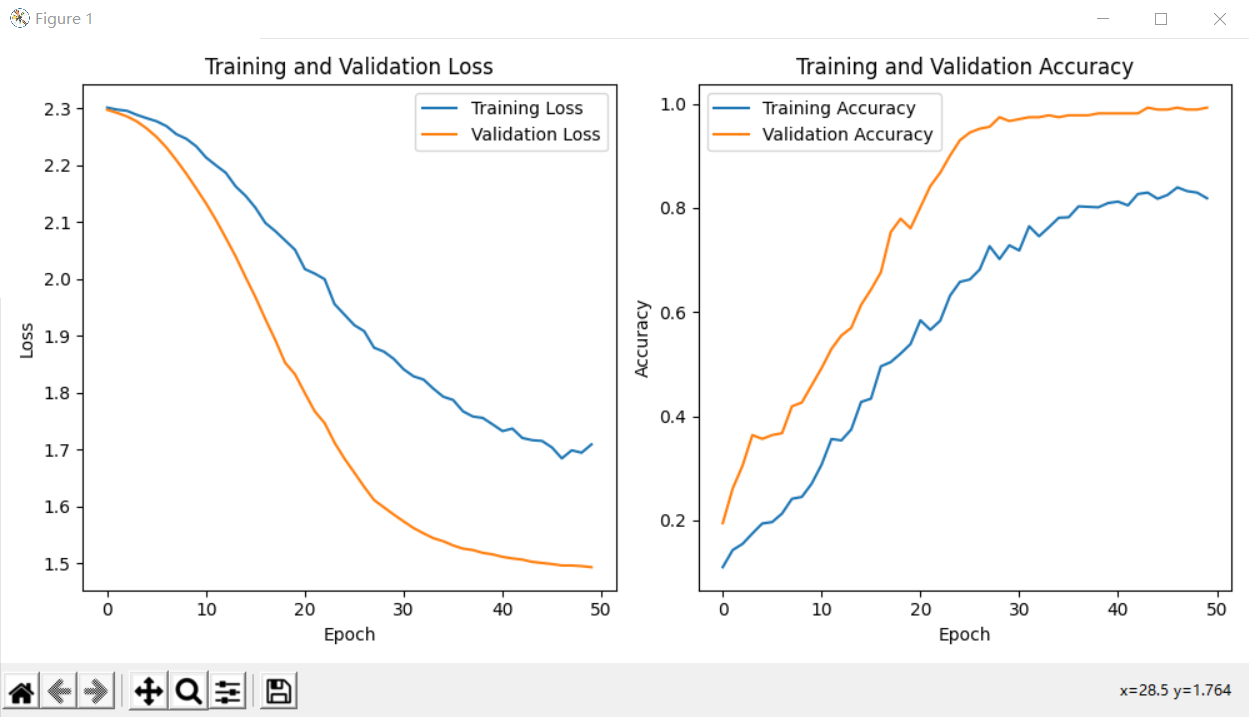 Figure 1
Training and Validation Loss
Training Loss
Validation Loss
2.3
2.2
2.1
2.0
1.9
1.8
1.7
1.6
1.5
Loss
0 10 20 30 40 50
Epoch
Training and Validation Accuracy
Training Accuracy
Validation Accuracy
1.0
0.8
0.6
0.4
0.2
Accuracy
0 10 20 30 40 50
Epoch
x=28.5 y=1.764